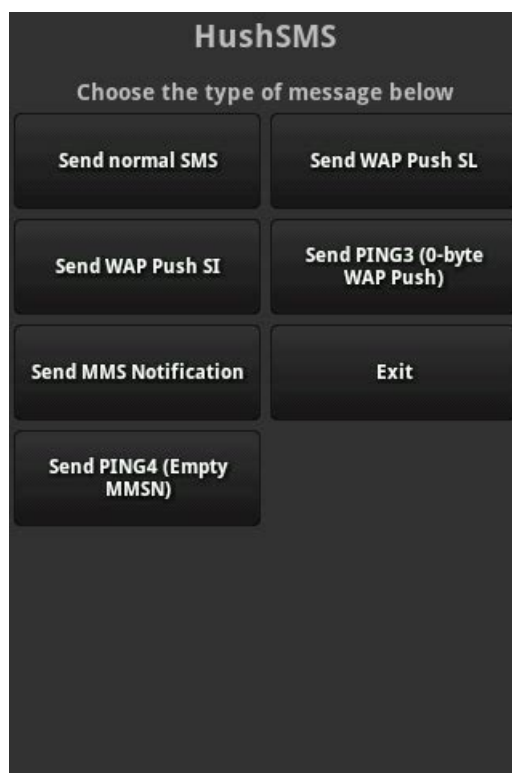 HushSMS
Choose the type of message below
Send normal SMS
Send WAP Push SL
Send WAP Push SI
Send PING3 (0-byte
WAP Push)
Send MMS Notification
Exit
Send PING4 (Empty
MMSN)